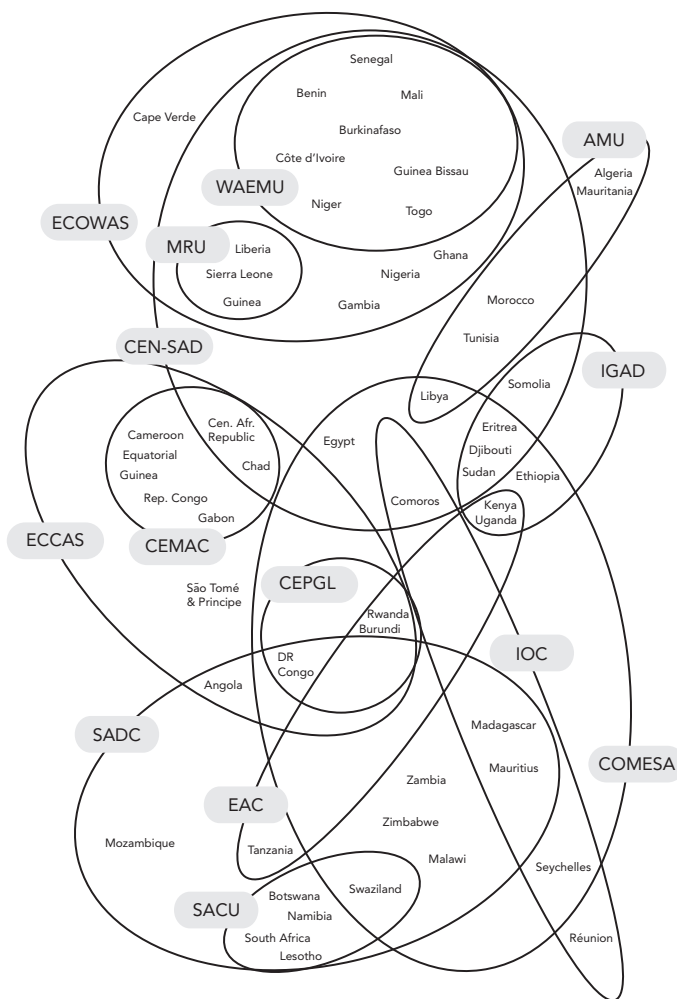 Senegal
Benin
Mali
Cape Verde
Burkinafaso
AMU
Côte d'Ivoire
Guinea Bissau
Algeria
Mauritania
WAEMU
Niger
Togo
ECOWAS
MRU
Liberia
Ghana
Sierra Leone
Nigeria
Guinea
Gambia
Morocco
Tunisia
CEN-SAD
IGAD
Somolia
Libya
Cen. Afr.
Republic
Cameroon
Egypt
Eritrea
Equatorial
Guinea
Djibouti
Chad
Sudan
Ethiopia
Rep. Congo
Comoros
Kenya
Uganda
Gabon
ECCAS
CEMAC
CEPGL
São Tomé
& Principe
Rwanda
Burundi
IOC
DR
Congo
Angola
SADC
Madagascar
Mauritius
COMESA
Zambia
EAC
Zimbabwe
Mozambique
Tanzania
Malawi
Seychelles
Swaziland
Botswana
SACU
Namibia
South Africa
Réunion
Lesotho